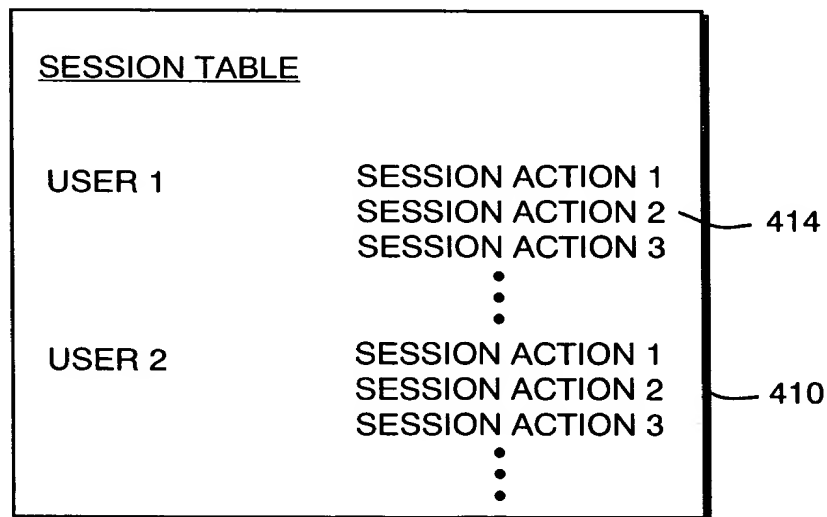 SESSION TABLE
USER 1 SESSION ACTION 1
SESSION ACTION 2 414
SESSION ACTION 3
USER 2 SESSION ACTION 1
SESSION ACTION 2 410
SESSION ACTION 3